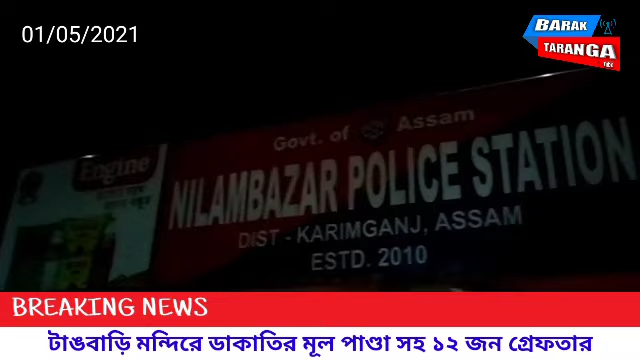 01/05/2021
BARAK
TARANGA
Govt. of Assam
Engine
NILAMBAZAR POLICE STATION
DIST - KARIMGANJ, ASSAM
ESTD. 2010
BREAKING NEWS
টাঙবাড়ি মন্দিরে ডাকাতির মূল পাণ্ডা সহ ১২ জন গ্রেফতার